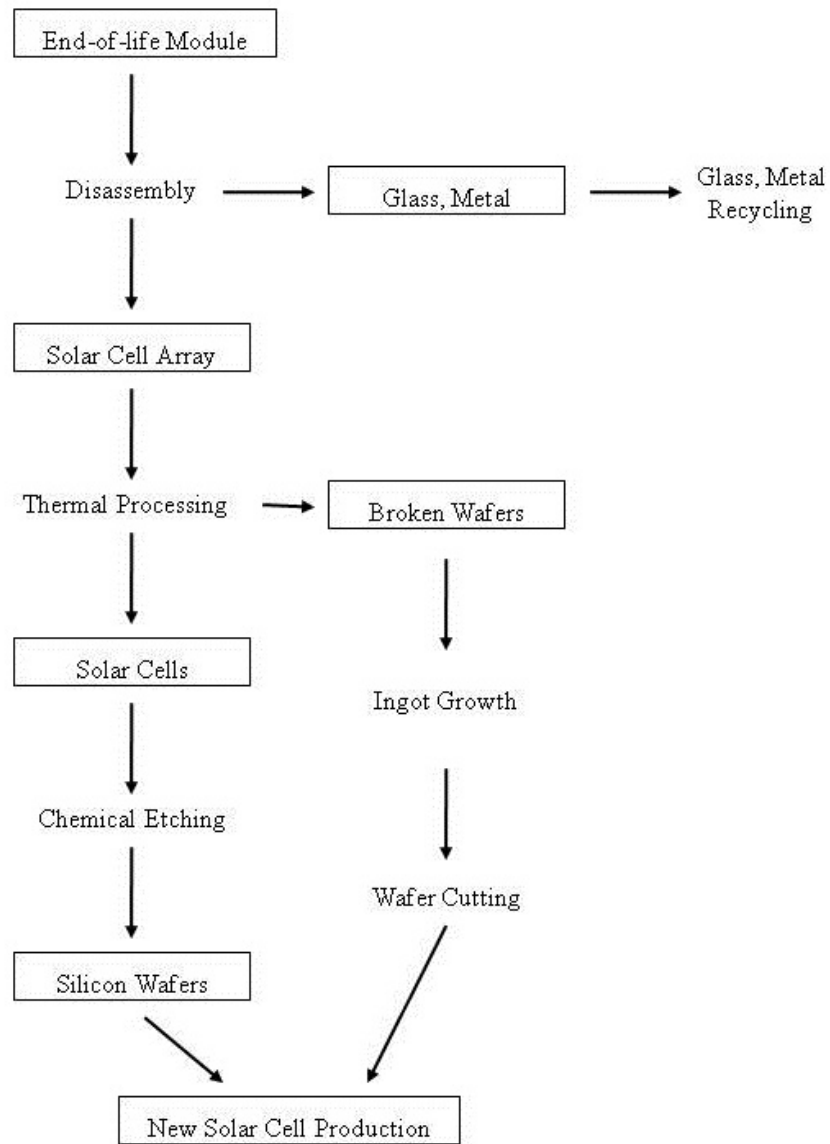 End-of-life Module
Disassembly
Glass, Metal
Glass, Metal
Recycling
Solar Cell Array
Thermal Processing
Broken Wafers
Solar Cells
Ingot Growth
Chemical Etching
Wafer Cutting
Silicon Wafers
New Solar Cell Production